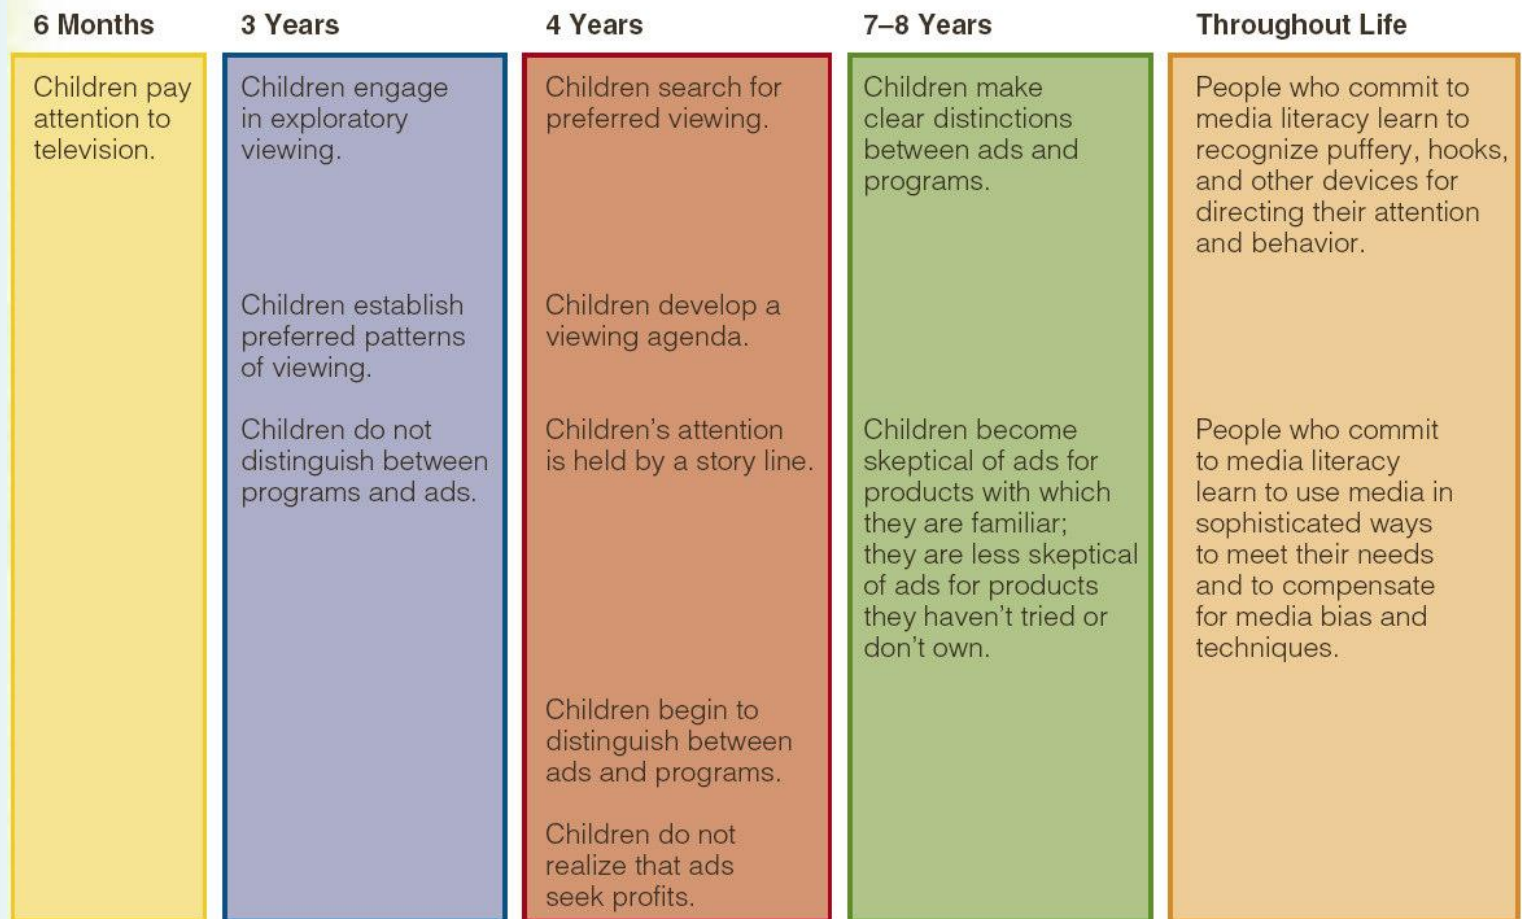 6 Months
Children pay
attention to
television.
3 Years
Children engage
in exploratory
viewing.
Children establish
preferred patterns
of viewing.
Children do not
distinguish between
programs and ads.
4 Years
Children search for
preferred viewing.
Children develop a
viewing agenda.
Children's attention
is held by a story line.
Children begin to
distinguish between
ads and programs.
Children do not
realize that ads
seek profits.
7–8 Years
Children make
clear distinctions
between ads and
programs.
Children become
skeptical of ads for
products with which
they are familiar;
they are less skeptical
of ads for products
they haven't tried or
don't own.
Throughout Life
People who commit to
media literacy learn to
recognize puffery, hooks,
and other devices for
directing their attention
and behavior.
People who commit
to media literacy
learn to use media in
sophisticated ways
to meet their needs
and to compensate
for media bias and
techniques.